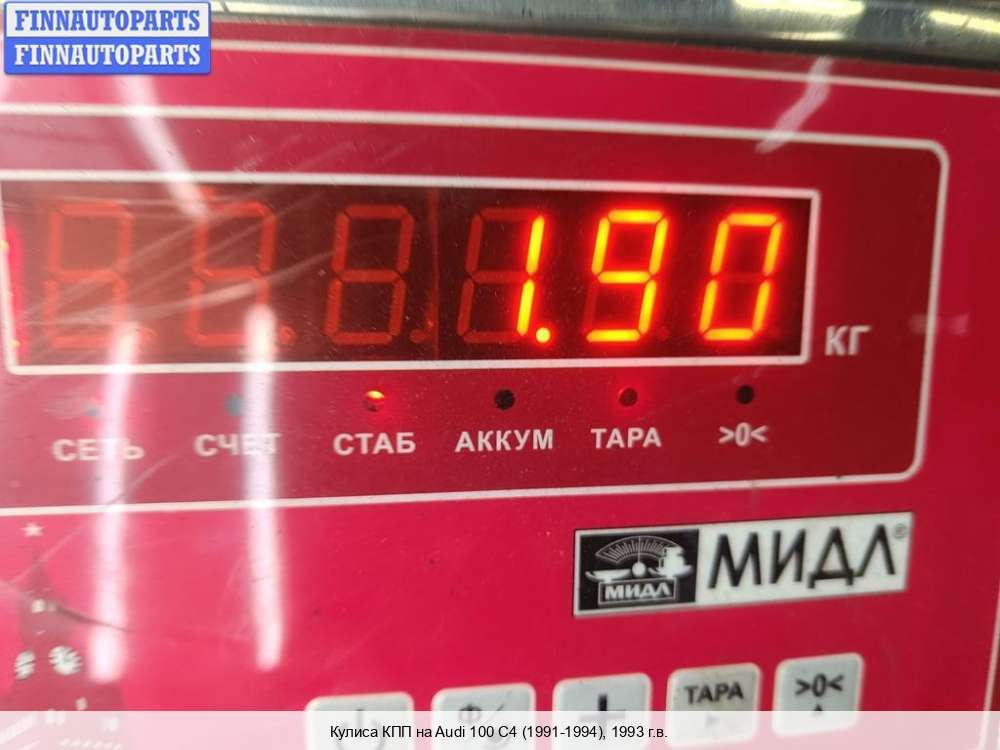 FINNAUTOPARTS
FINNAUTOPARTS
1.90
КГ
СЕТЬ СЧЕТ СТАБ АККУМ ТАРА >0<
МИДЛ®
МИДЛ
ТАРА >0<
Кулиса КПП на Audi 100 C4 (1991-1994), 1993 г.в.